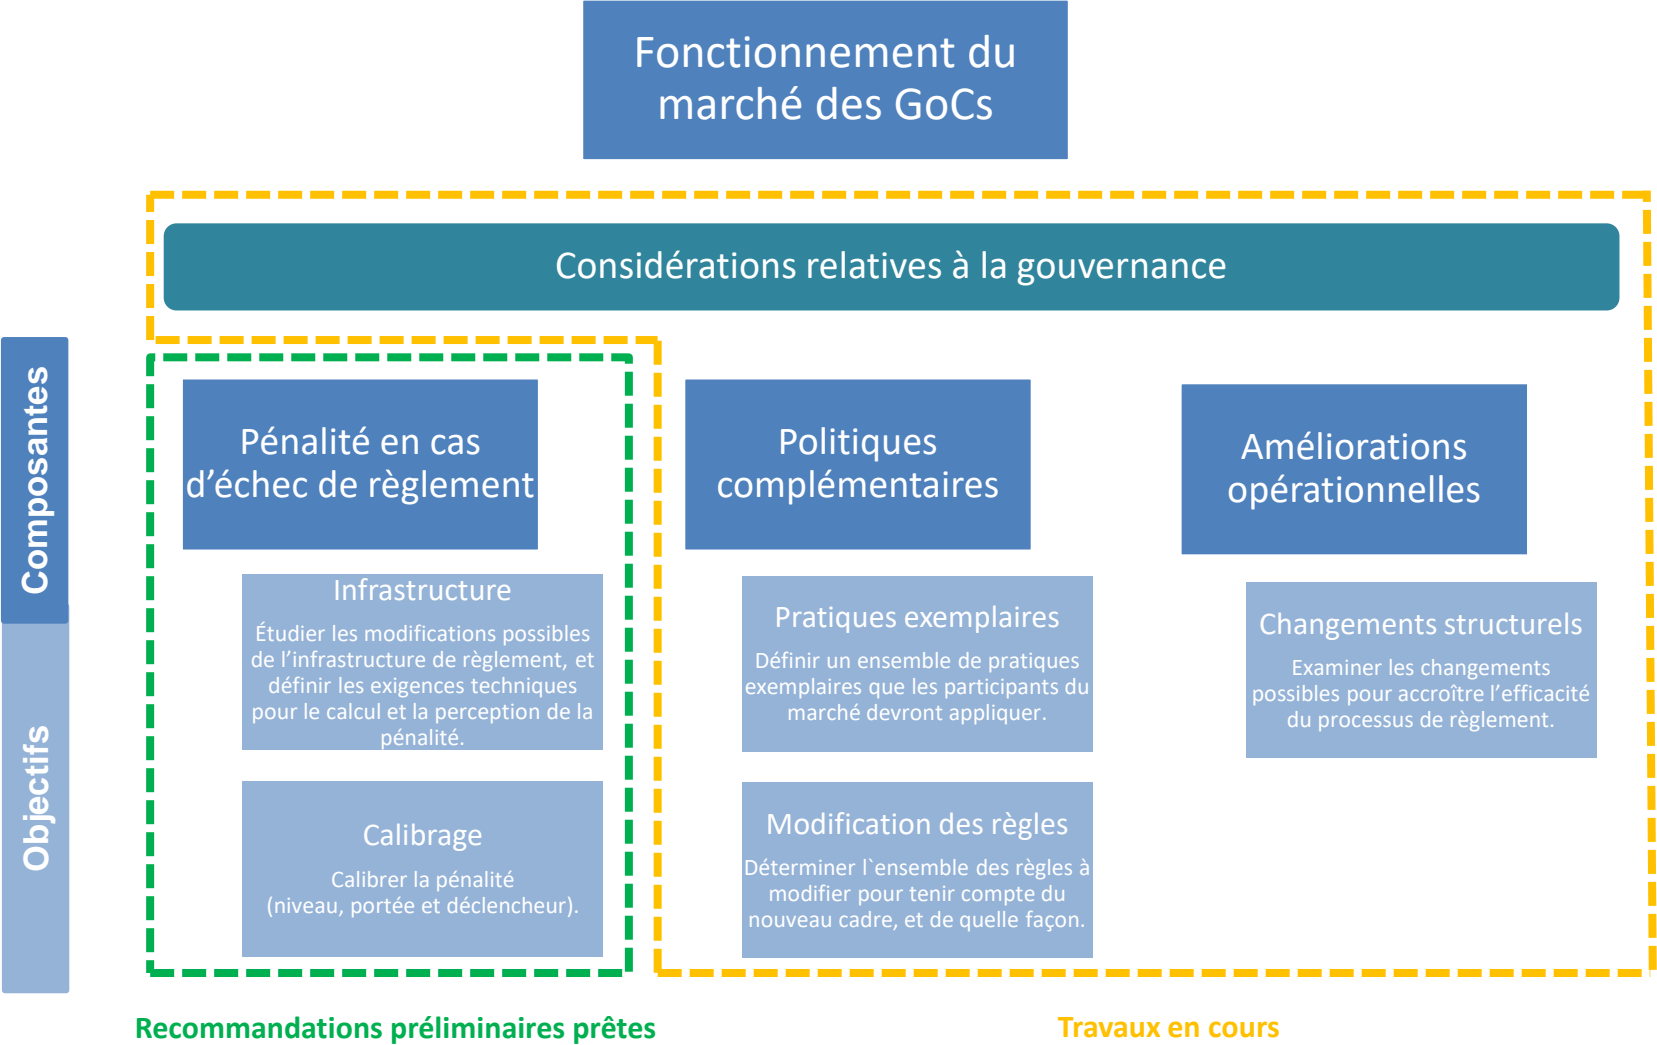 Fonctionnement du
marché des GoCs
Considérations relatives à la gouvernance
Composantes
Objectifs
Pénalité en cas
d’échec de règlement
Infrastructure
Étudier les modifications possibles
de l’infrastructure de règlement, et
définir les exigences techniques
pour le calcul et la perception de la
pénalité.
Calibrage
Calibrer la pénalité
(niveau, portée et déclencheur).
Politiques
complémentaires
Pratiques exemplaires
Définir un ensemble de pratiques
exemplaires que les participants du
marché devront appliquer.
Modification des règles
Déterminer l`ensemble des règles à
modifier pour tenir compte du
nouveau cadre, et de quelle façon.
Améliorations
opérationnelles
Changements structurels
Examiner les changements
possibles pour accroître l’efficacité
du processus de règlement.
Recommandations préliminaires prêtes
Travaux en cours